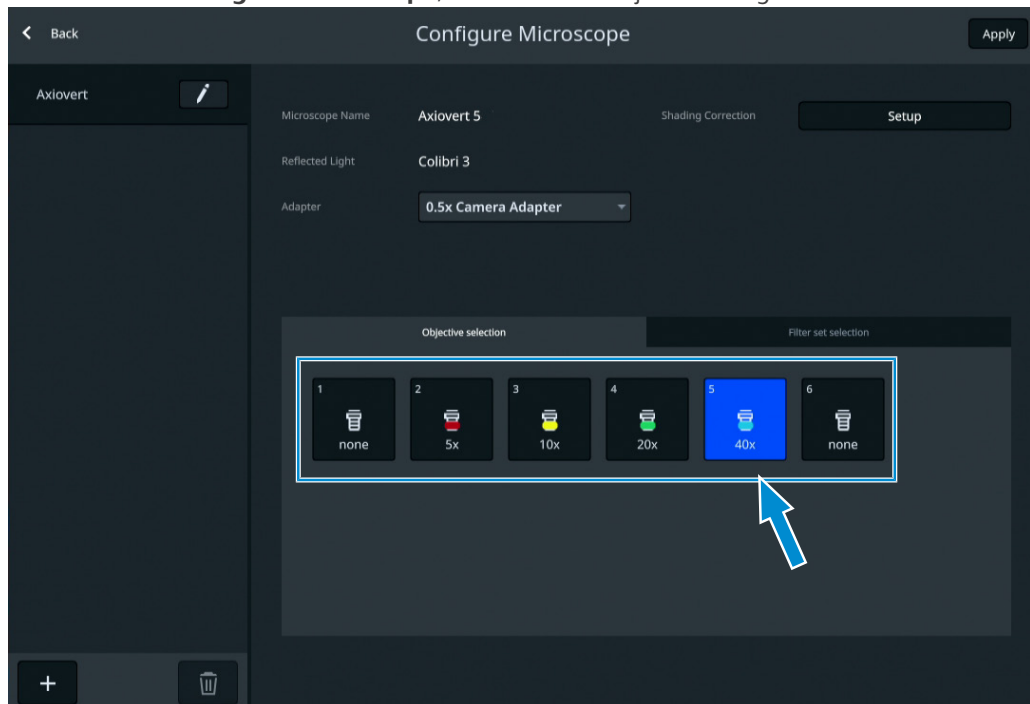 Back
Configure Microscope
Apply
Axiovert
Microscope Name Axiovert 5 Shading Correction Setup
Reflected Light Colibri 3
Adapter 0.5x Camera Adapter
Objective selection Filter set selection
1 2 3 4 5 6
none 5x 10x 20x 40x none